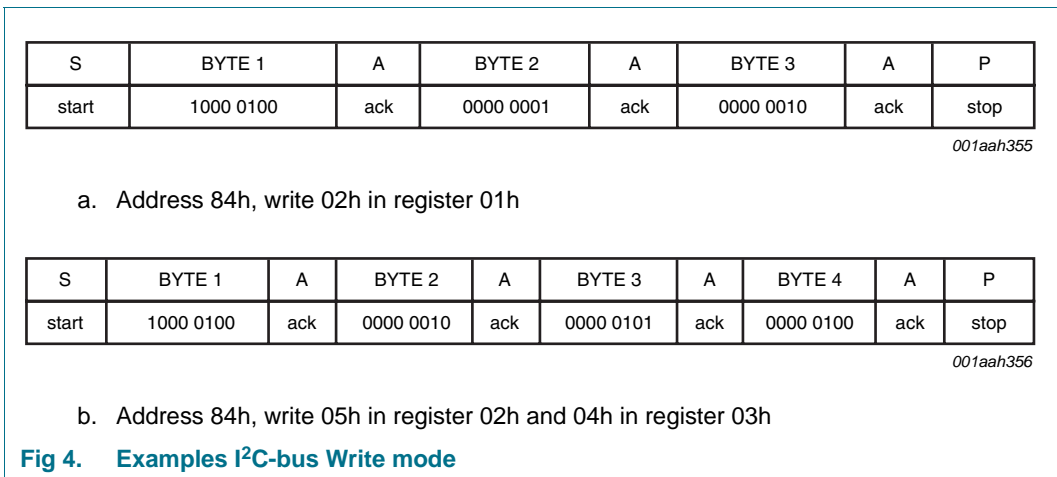 S BYTE 1 A BYTE 2 A BYTE 3 A P
start 1000 0100 ack 0000 0001 ack 0000 0010 ack stop
001aah355
a. Address 84h, write 02h in register 01h
S BYTE 1 A BYTE 2 A BYTE 3 A BYTE 4 A P
start 1000 0100 ack 0000 0010 ack 0000 0101 ack 0000 0100 ack stop
001aah356
b. Address 84h, write 05h in register 02h and 04h in register 03h
Fig 4. Examples I²C-bus Write mode